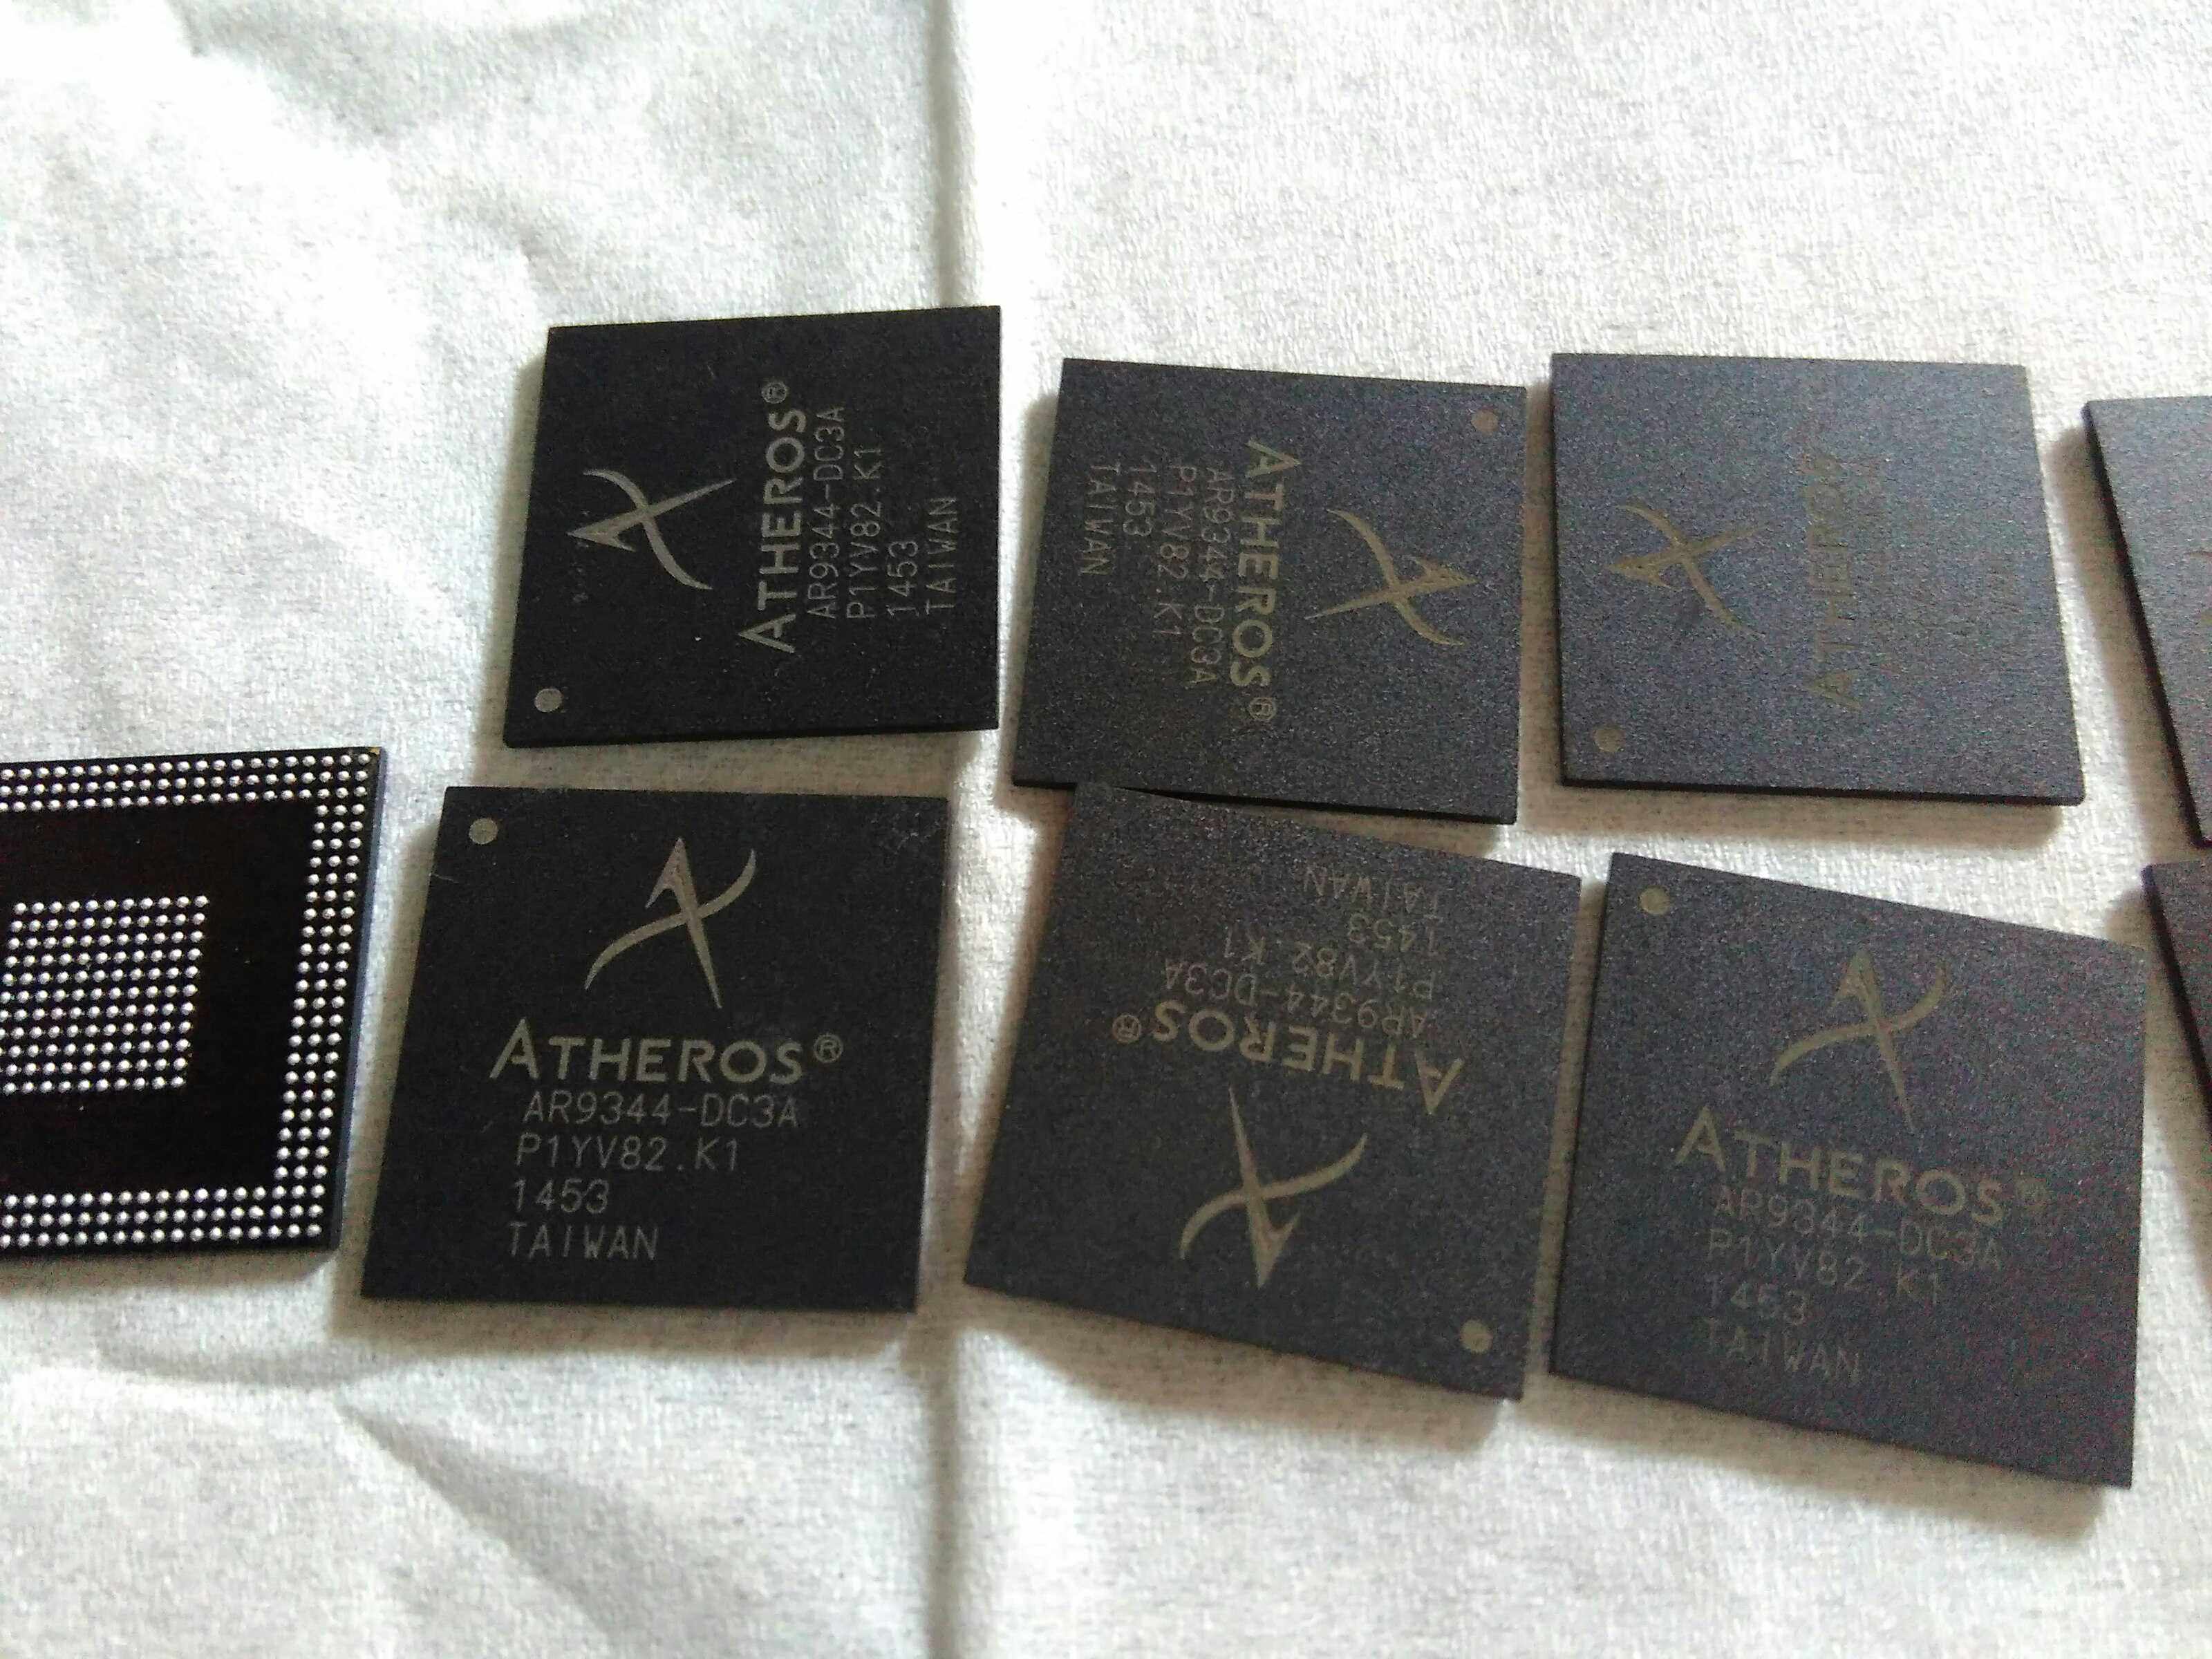 ATHEROS®
AR9344-DC3A
P1YV82.K1
1453
TAIWAN
ATHEROS®
AR9344-DC3A
P1YV82.K1
1453
TAIWAN
ATHEROS
ATHEROS®
AR9344-DC3A
P1YV82.K1
1453
TAIWAN
ATHEROS®
AR9344-DC3A
P1YV82.K1
1453
TAIWAN
ATHEROS®
AR9344-DC3A
P1YV82.K1
1453
TAIWAN